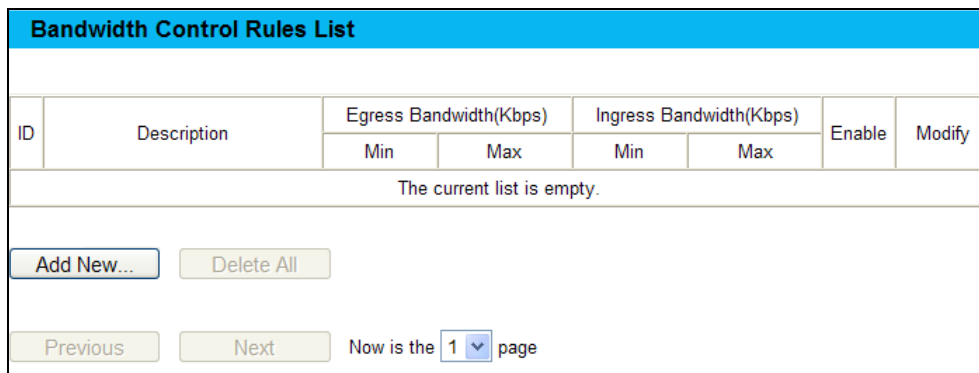 Bandwidth Control Rules List
ID Description Egress Bandwidth(Kbps) Ingress Bandwidth(Kbps) Enable Modify
Min Max Min Max
The current list is empty.
Add New... Delete All
Previous Next Now is the 1 page